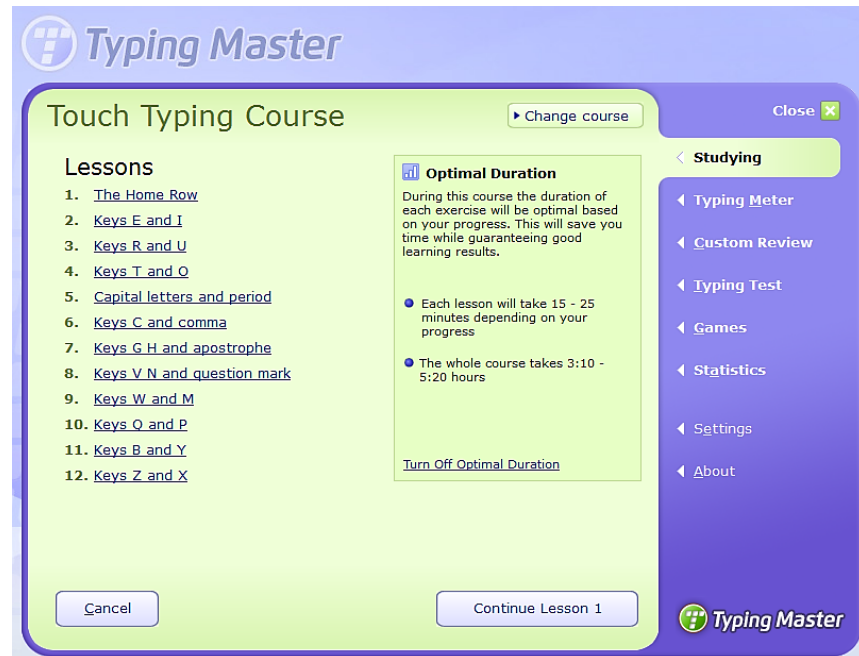 Typing Master
Touch Typing Course
Change course
Close
Lessons
1. The Home Row
2. Keys E and I
3. Keys R and U
4. Keys T and O
5. Capital letters and period
6. Keys C and comma
7. Keys G H and apostrophe
8. Keys V N and question mark
9. Keys W and M
10. Keys Q and P
11. Keys B and Y
12. Keys Z and X
Optimal Duration
During this course the duration of
each exercise will be optimal based
on your progress. This will save you
time while guaranteeing good
learning results.
Each lesson will take 15 - 25
minutes depending on your
progress
The whole course takes 3:10 -
5:20 hours
Turn Off Optimal Duration
Studying
Typing Meter
Custom Review
Typing Test
Games
Statistics
Settings
About
Cancel
Continue Lesson 1
Typing Master